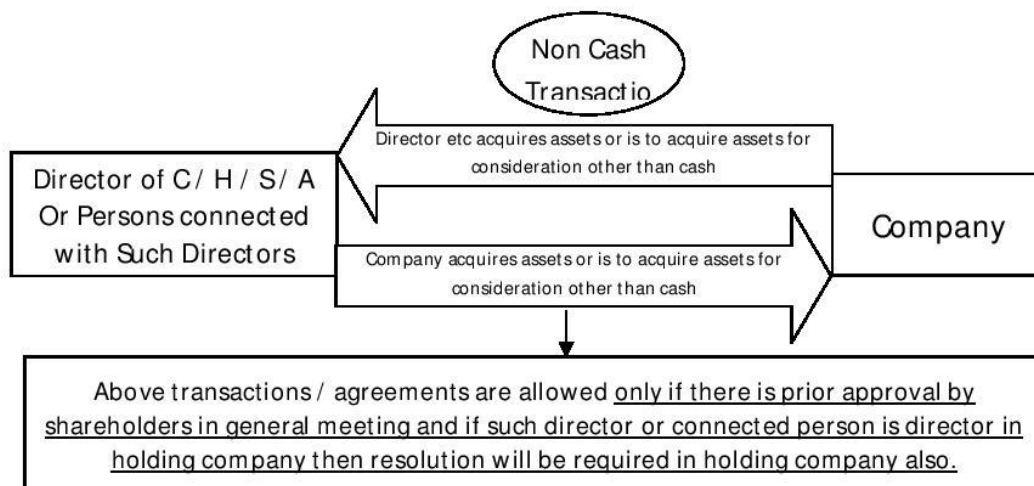 Non Cash
Transactio
Director etc acquires assets or is to acquire assets for
consideration other than cash
Director of C/ H / S/ A
Or Persons connected
with Such Directors
Company
Company acquires assets or is to acquire assets for
consideration other than cash
Above transactions / agreements are allowed only if there is prior approval by
shareholders in general meeting and if such director or connected person is director in
holding company then resolution will be required in holding company also.